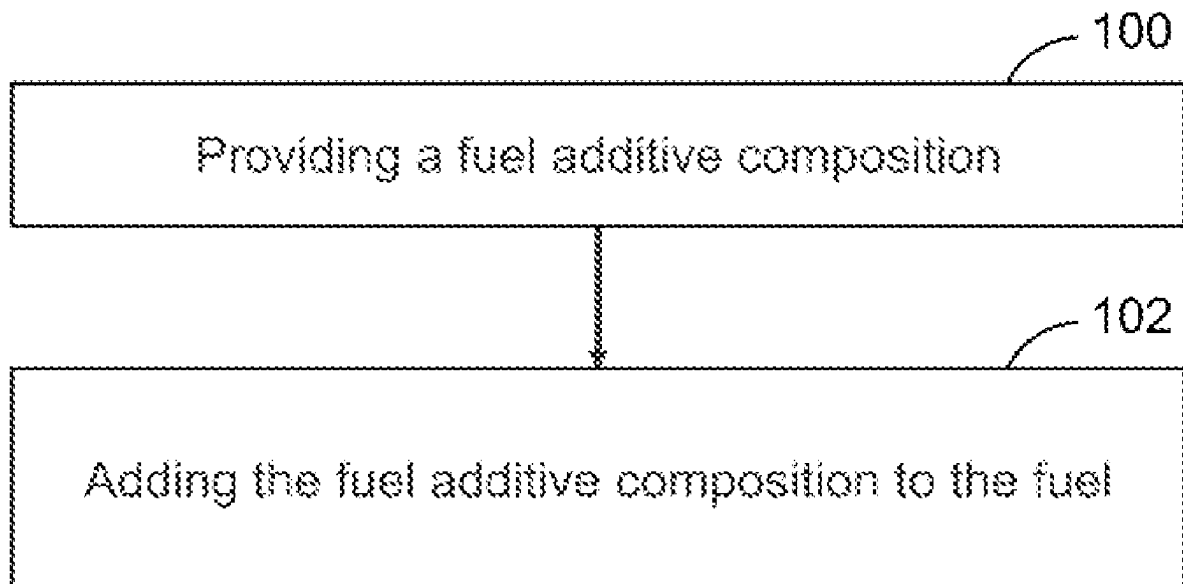 100
Providing a fuel additive composition
102
Adding the fuel additive composition to the fuel